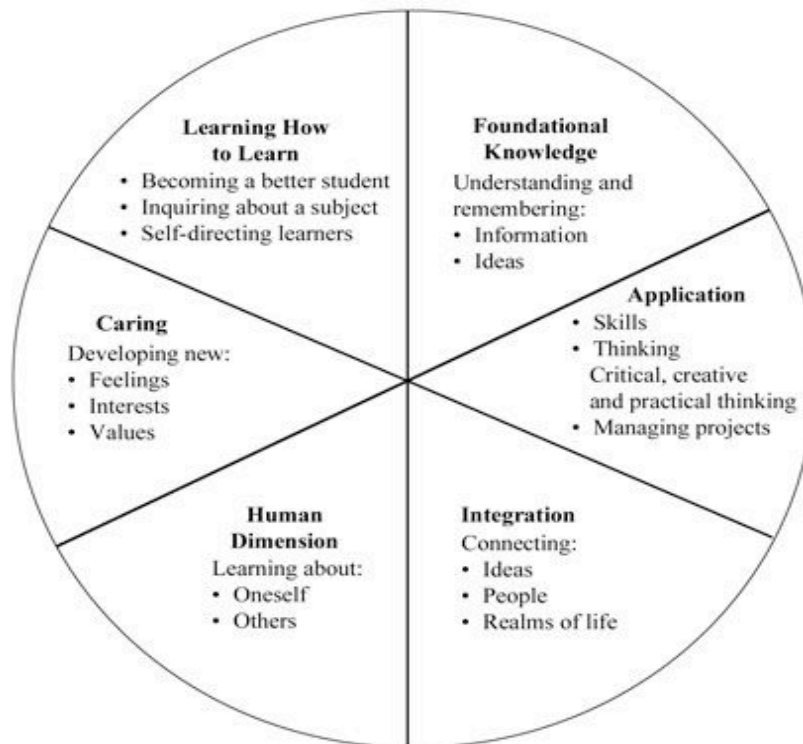 Learning How
to Learn
• Becoming a better student
• Inquiring about a subject
• Self-directing learners
Foundational
Knowledge
Understanding and
remembering:
• Information
• Ideas
Application
• Skills
• Thinking
Critical, creative
and practical thinking
• Managing projects
Integration
Connecting:
• Ideas
• People
• Realms of life
Human
Dimension
Learning about:
• Oneself
• Others
Caring
Developing new:
• Feelings
• Interests
• Values